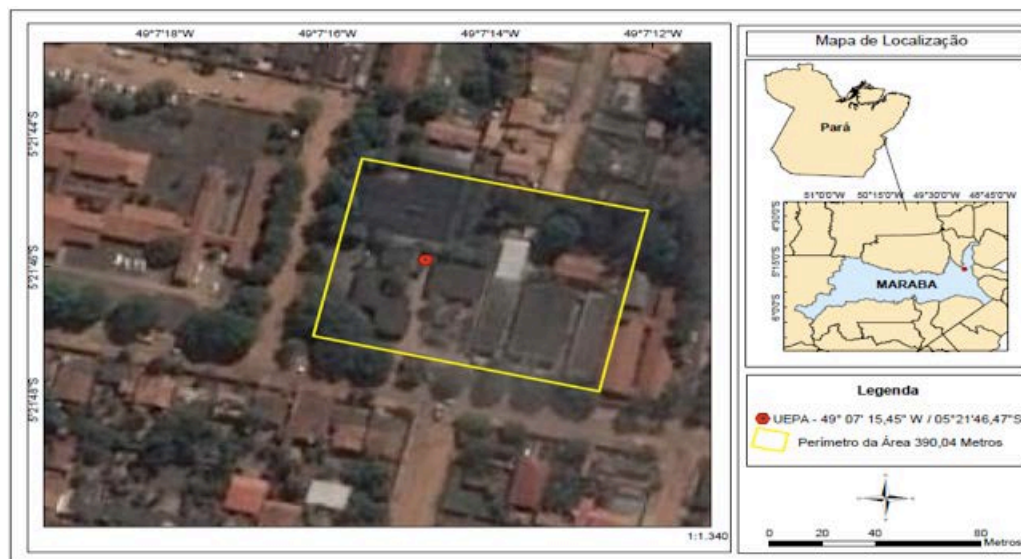 49°7'18"W 49°7'16"W 49°7'14"W 49°7'12"W
5°21'44"S
5°21'46"S
5°21'48"S
1:1.340
Mapa de Localização
Pará
51°0'0"W 50°15'0"W 49°30'0"W 48°45'0"W
4°30'0"S
5°15'0"S
6°0'0"S
MARABA
Legenda
UEPA - 49° 07' 15,45" W / 05°21'46,47"S
Perímetro da Área 390,04 Metros
0 20 40 80
Metros